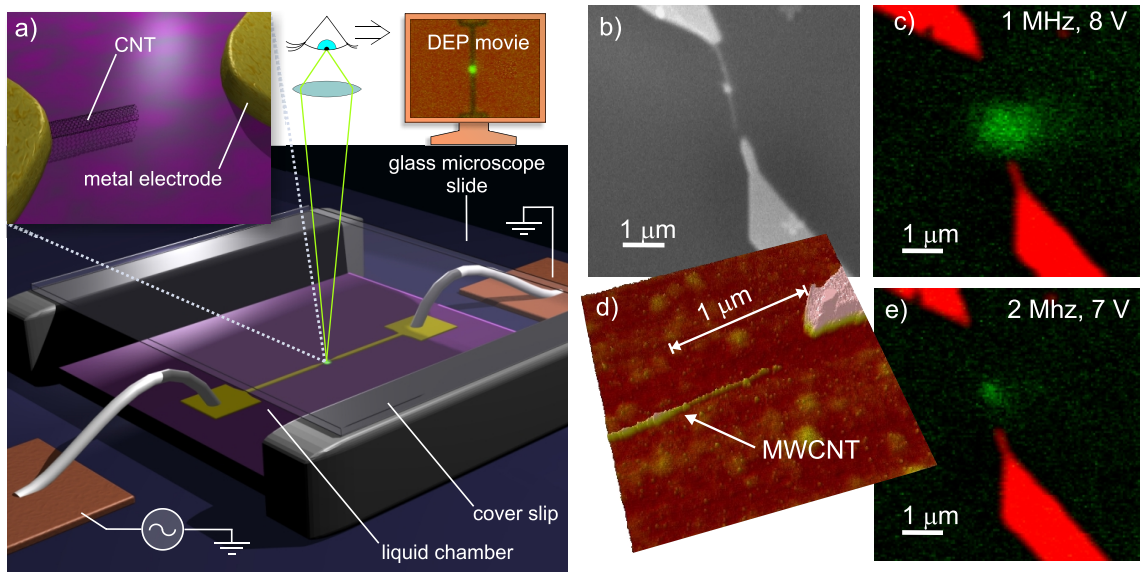 a)
CNT
metal electrode
DEP movie
glass microscope
slide
cover slip
liquid chamber
b)
1 μm
c)
1 MHz, 8 V
1 μm
d)
1 μm
MWCNT
e)
2 Mhz, 7 V
1 μm